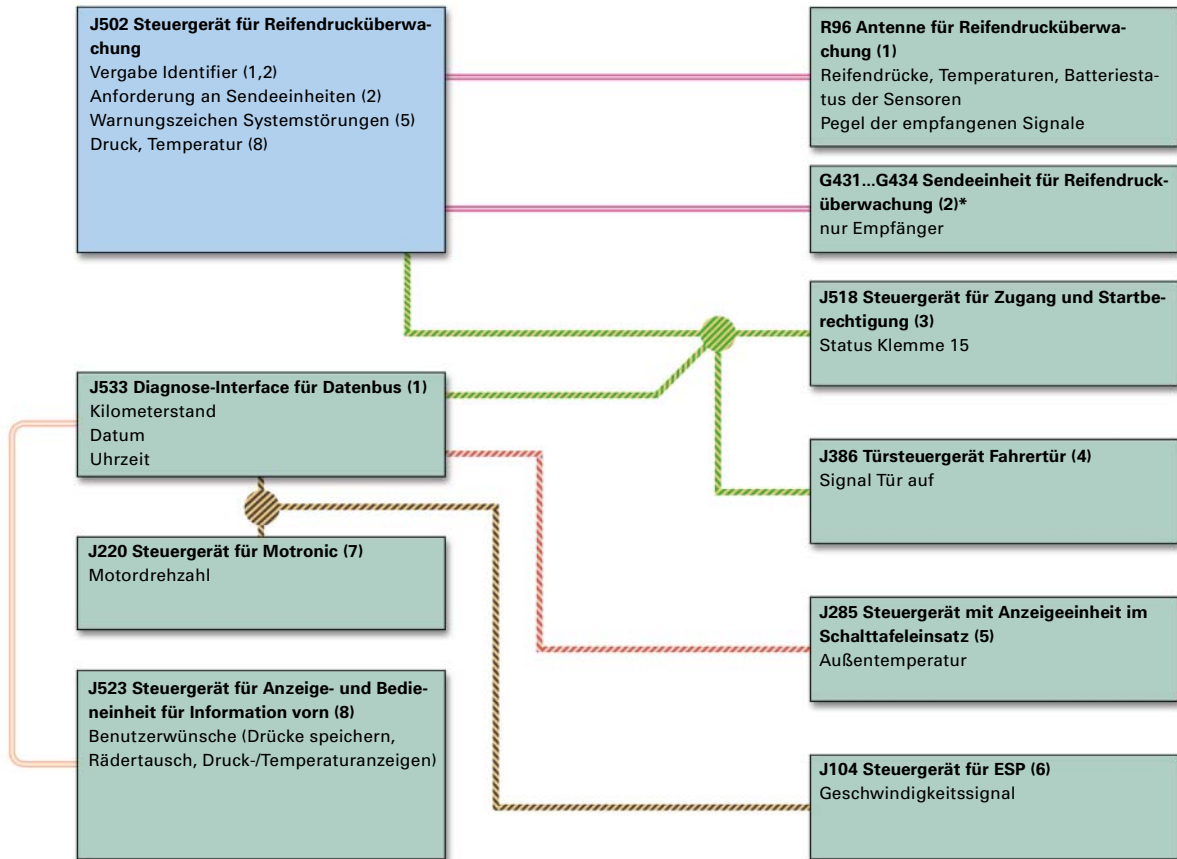 J502 Steuergerät für Reifendrucküberwa-
chung
Vergabe Identifier (1,2)
Anforderung an Sendeeinheiten (2)
Warnungszeichen Systemstörungen (5)
Druck, Temperatur (8)
R96 Antenne für Reifendrucküberwa-
chung (1)
Reifendrücke, Temperaturen, Batteriesta-
tus der Sensoren
Pegel der empfangenen Signale
G431...G434 Sendeeinheit für Reifendruck-
überwachung (2)*
nur Empfänger
J518 Steuergerät für Zugang und Startbe-
rechtigung (3)
Status Klemme 15
J533 Diagnose-Interface für Datenbus (1)
Kilometerstand
Datum
Uhrzeit
J386 Türsteuergerät Fahrertür (4)
Signal Tür auf
J220 Steuergerät für Motronic (7)
Motordrehzahl
J285 Steuergerät mit Anzeigeeinheit im
Schalttafeleinsatz (5)
Außentemperatur
J523 Steuergerät für Anzeige- und Bedie-
neinheit für Information vorn (8)
Benutzerwünsche (Drücke speichern,
Rädertausch, Druck-/Temperaturanzeigen)
J104 Steuergerät für ESP (6)
Geschwindigkeitssignal